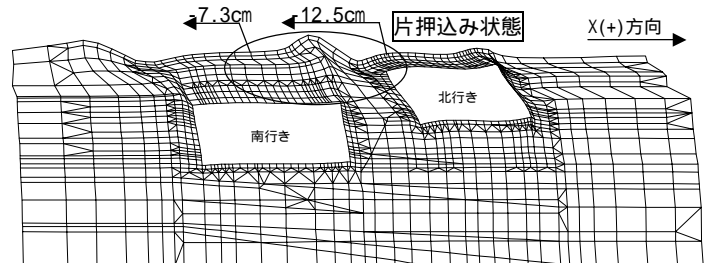 -7.3cm
-12.5cm
片押込み状態
X(+)方向
北行き
南行き